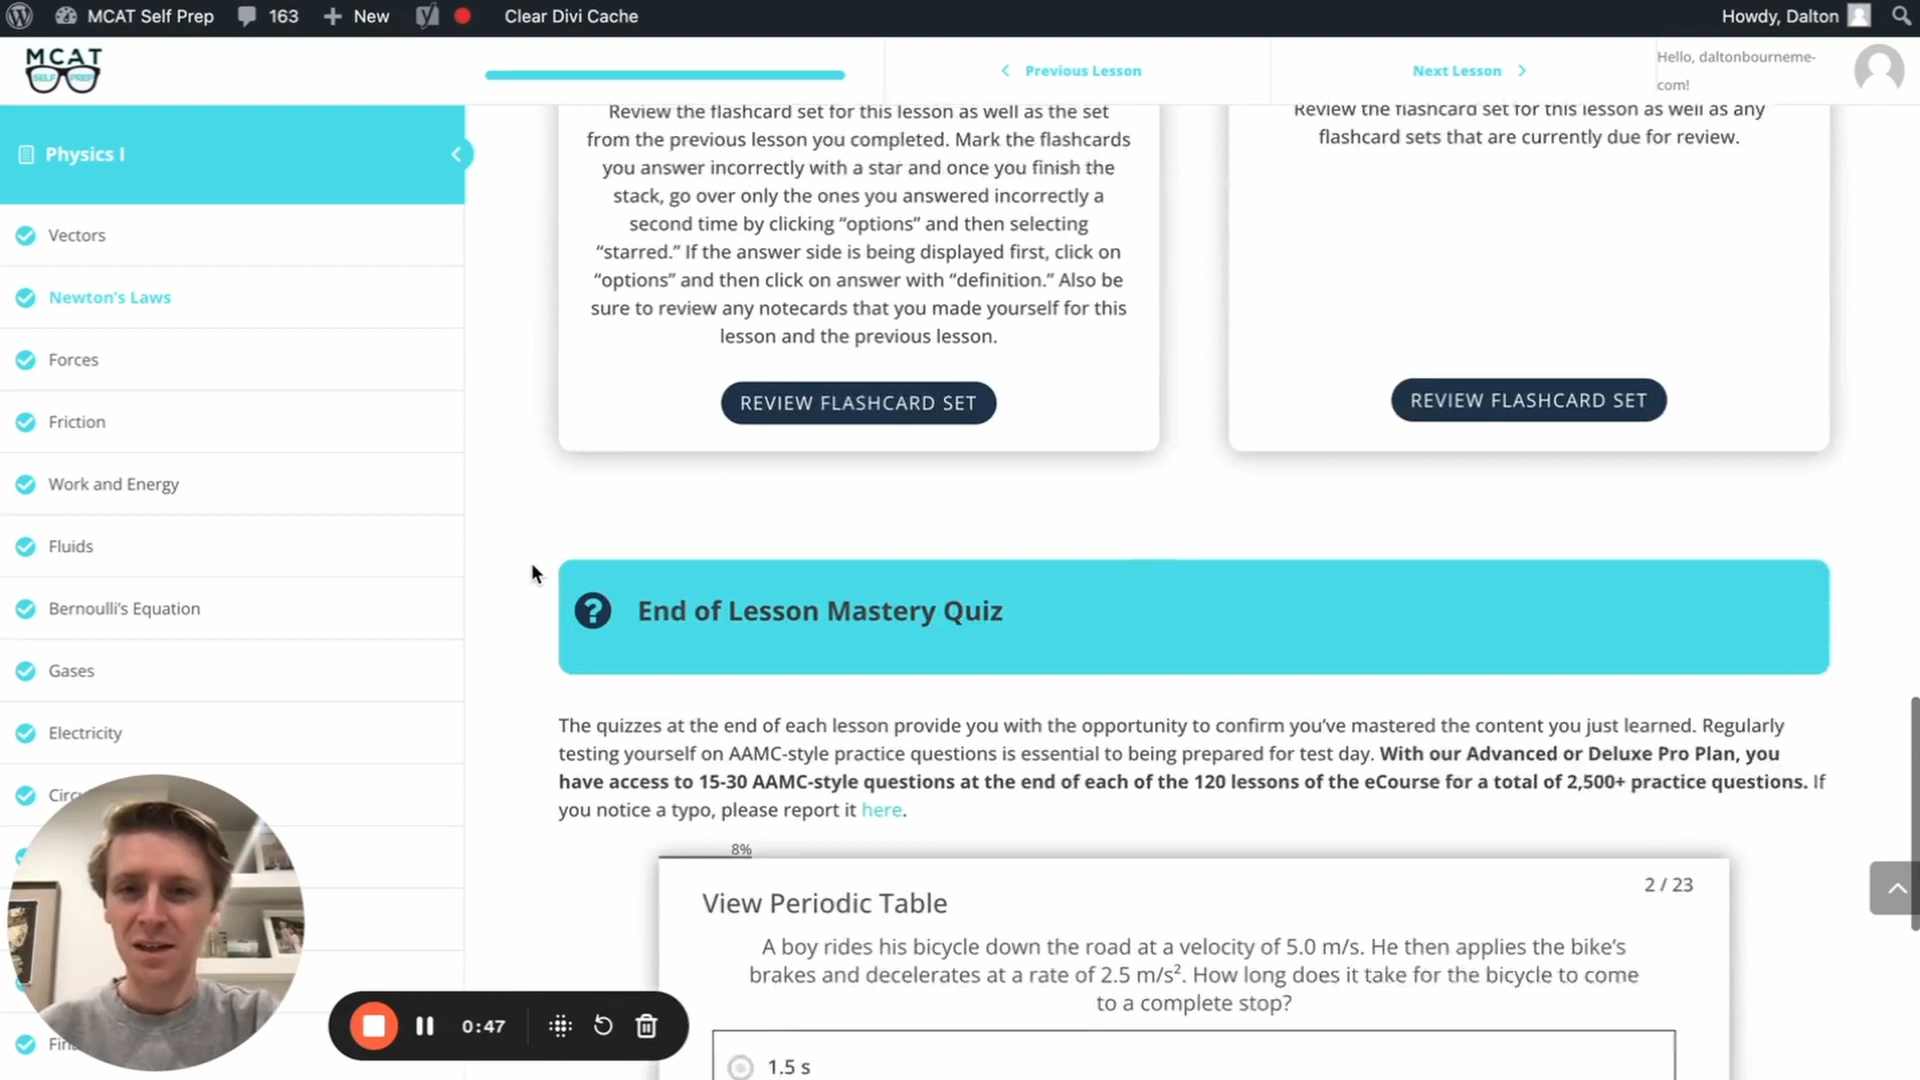 MCAT Self Prep
163
New
Clear Divi Cache
Howdy, Dalton
MCAT
SELF PREP
Previous Lesson
Next Lesson
Hello, daltonbourneme-
com!
Physics I
Vectors
Newton's Laws
Forces
Friction
Work and Energy
Fluids
Bernoulli's Equation
Gases
Electricity
Review the flashcard set for this lesson as well as the set
from the previous lesson you completed. Mark the flashcards
you answer incorrectly with a star and once you finish the
stack, go over only the ones you answered incorrectly a
second time by clicking “options” and then selecting
“starred.” If the answer side is being displayed first, click on
“options” and then click on answer with “definition.” Also be
sure to review any notecards that you made yourself for this
lesson and the previous lesson.
REVIEW FLASHCARD SET
Review the flashcard set for this lesson as well as any
flashcard sets that are currently due for review.
REVIEW FLASHCARD SET
End of Lesson Mastery Quiz
The quizzes at the end of each lesson provide you with the opportunity to confirm you’ve mastered the content you just learned. Regularly
testing yourself on AAMC-style practice questions is essential to being prepared for test day. With our Advanced or Deluxe Pro Plan, you
have access to 15-30 AAMC-style questions at the end of each of the 120 lessons of the eCourse for a total of 2,500+ practice questions. If
you notice a typo, please report it here.
8%
2 / 23
View Periodic Table
A boy rides his bicycle down the road at a velocity of 5.0 m/s. He then applies the bike’s
brakes and decelerates at a rate of 2.5 m/s². How long does it take for the bicycle to come
to a complete stop?
1.5 s
0:47